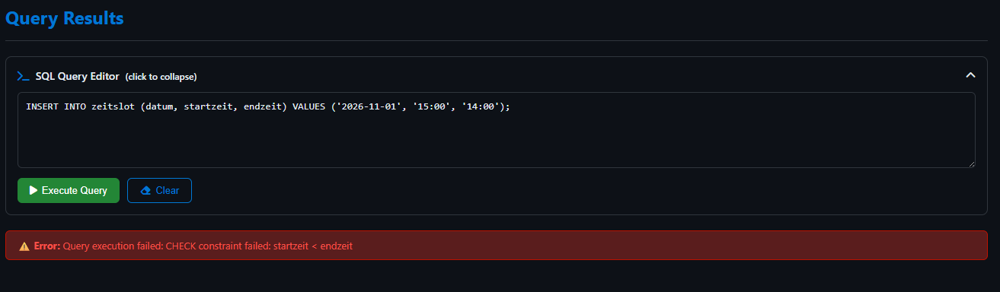 Query Results
SQL Query Editor (click to collapse)
INSERT INTO zeitslot (datum, startzeit, endzeit) VALUES ('2026-11-01', '15:00', '14:00');
Execute Query Clear
Error: Query execution failed: CHECK constraint failed: startzeit < endzeit